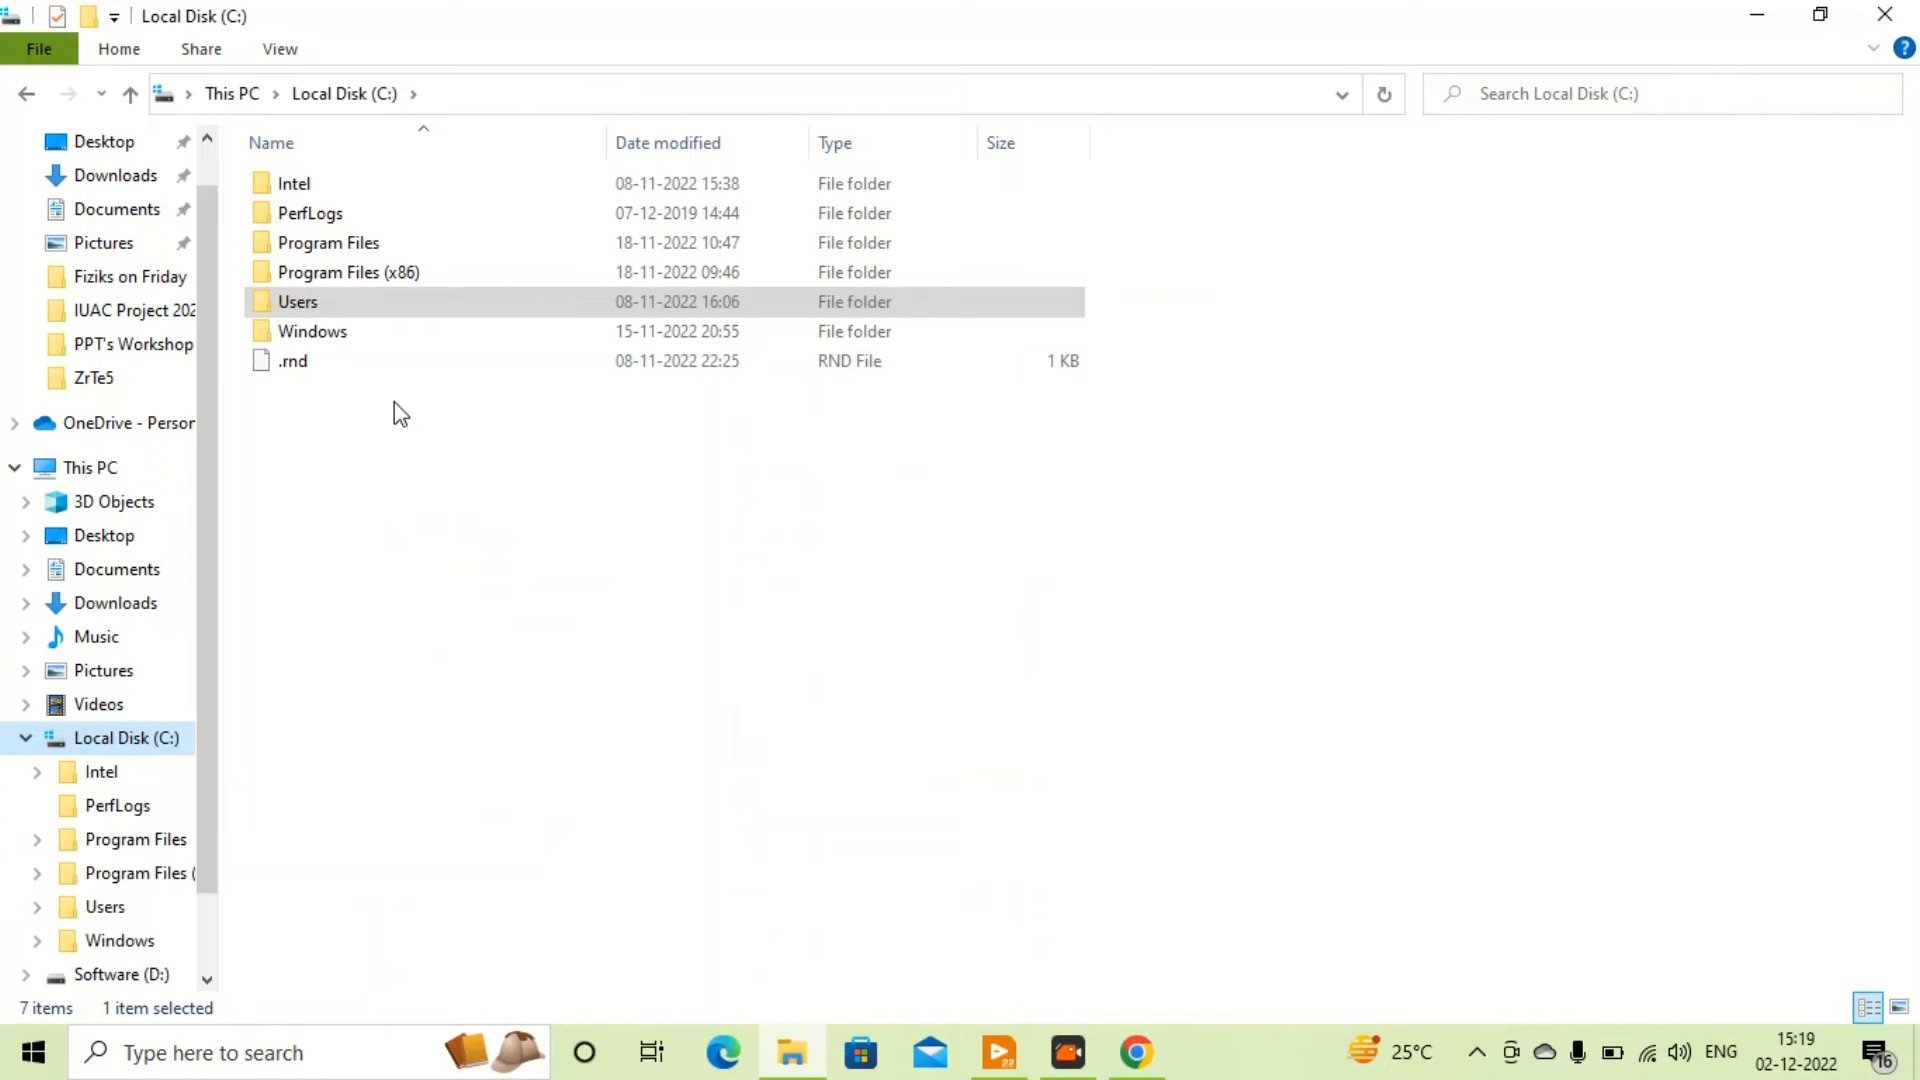 Local Disk (C:)
File Home Share View
This PC Local Disk (C:)
Search Local Disk (C:)
Name Date modified Type Size
Intel 08-11-2022 15:38 File folder
PerfLogs 07-12-2019 14:44 File folder
Program Files 18-11-2022 10:47 File folder
Program Files (x86) 18-11-2022 09:46 File folder
Users 08-11-2022 16:06 File folder
Windows 15-11-2022 20:55 File folder
.rnd 08-11-2022 22:25 RND File 1 KB
Desktop
Downloads
Documents
Pictures
Fiziks on Friday
IUAC Project 202
PPT's Workshop
ZrTe5
OneDrive - Person
This PC
3D Objects
Desktop
Documents
Downloads
Music
Pictures
Videos
Local Disk (C:)
Intel
PerfLogs
Program Files
Program Files (
Users
Windows
Software (D:)
7 items 1 item selected
Type here to search
22
25°C
ENG
15:19
02-12-2022
16